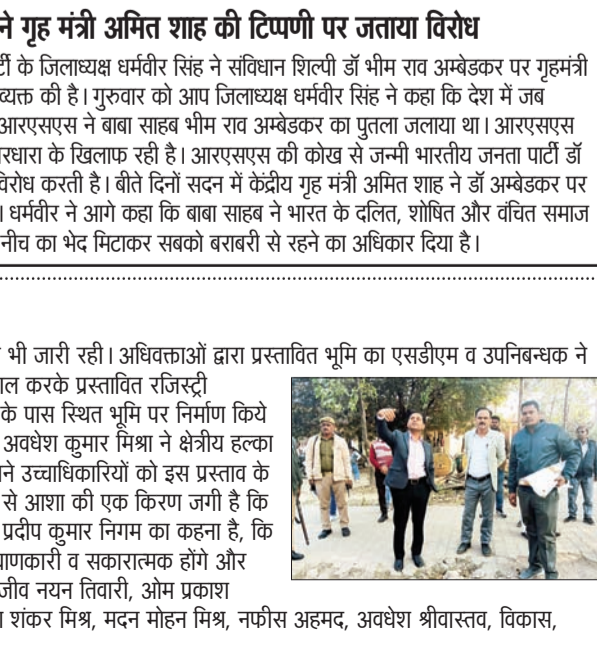 ने गृह मंत्री अमित शाह की टिप्पणी पर जताया विरोध
र्टी के जिलाध्यक्ष धर्मवीर सिंह ने संविधान शिल्पी डॉ भीम राव अम्बेडकर पर गृहमंत्री
व्यक्त की है। गुरुवार को आप जिलाध्यक्ष धर्मवीर सिंह ने कहा कि देश में जब
आरएसएस ने बाबा साहब भीम राव अम्बेडकर का पुतला जलाया था। आरएसएस
रधारा के खिलाफ रही है। आरएसएस की कोख से जन्मी भारतीय जनता पार्टी डॉ
विरोध करती है। बीते दिनों सदन में केंद्रीय गृह मंत्री अमित शाह ने डॉ अम्बेडकर पर
। धर्मवीर ने आगे कहा कि बाबा साहब ने भारत के दलित, शोषित और वंचित समाज
नीच का भेद मिटाकर सबको बराबरी से रहने का अधिकार दिया है।
भी जारी रही। अधिवक्ताओं द्वारा प्रस्तावित भूमि का एसडीएम व उपनिबन्धक ने
ाल करके प्रस्तावित रजिस्ट्री
के पास स्थित भूमि पर निर्माण किये
अवधेश कुमार मिश्रा ने क्षेत्रीय हल्का
ने उच्चाधिकारियों को इस प्रस्ताव के
से आशा की एक किरण जगी है कि
प्रदीप कुमार निगम का कहना है, कि
याणकारी व सकारात्मक होंगे और
जीव नयन तिवारी, ओम प्रकाश
शंकर मिश्र, मदन मोहन मिश्र, नफीस अहमद, अवधेश श्रीवास्तव, विकास,